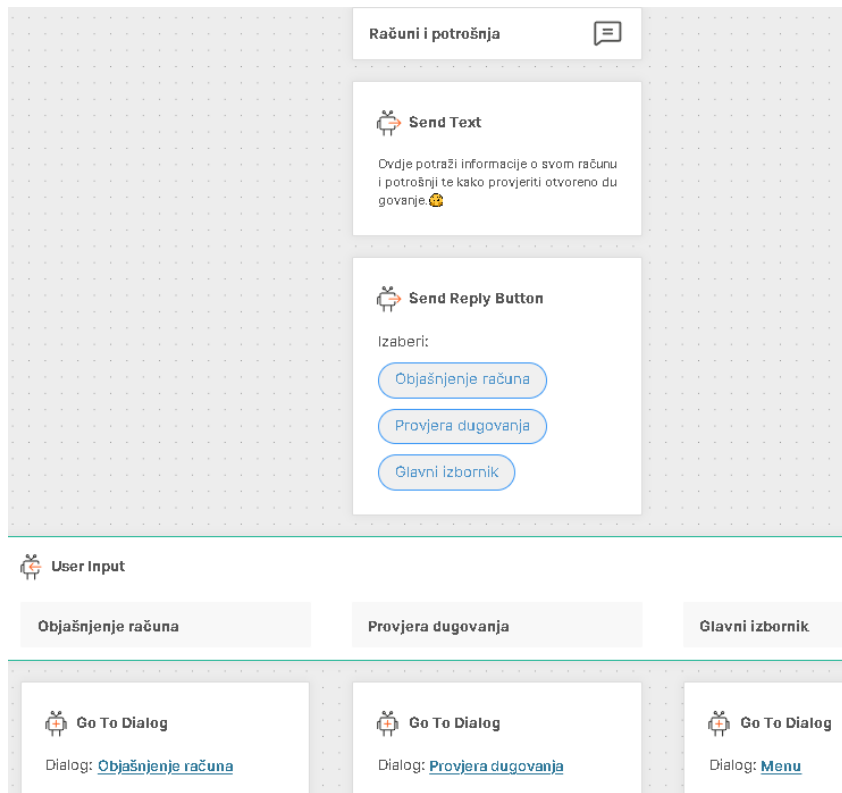 Računi i potrošnja
Send Text
Ovdje potraži informacije o svom računu
i potrošnji te kako provjeriti otvoreno du
govanje.
Send Reply Button
Izaberi:
Objašnjenje računa
Provjera dugovanja
Glavni izbornik
User Input
Objašnjenje računa
Provjera dugovanja
Glavni izbornik
Go To Dialog
Dialog: Objašnjenje računa
Go To Dialog
Dialog: Provjera dugovanja
Go To Dialog
Dialog: Menu